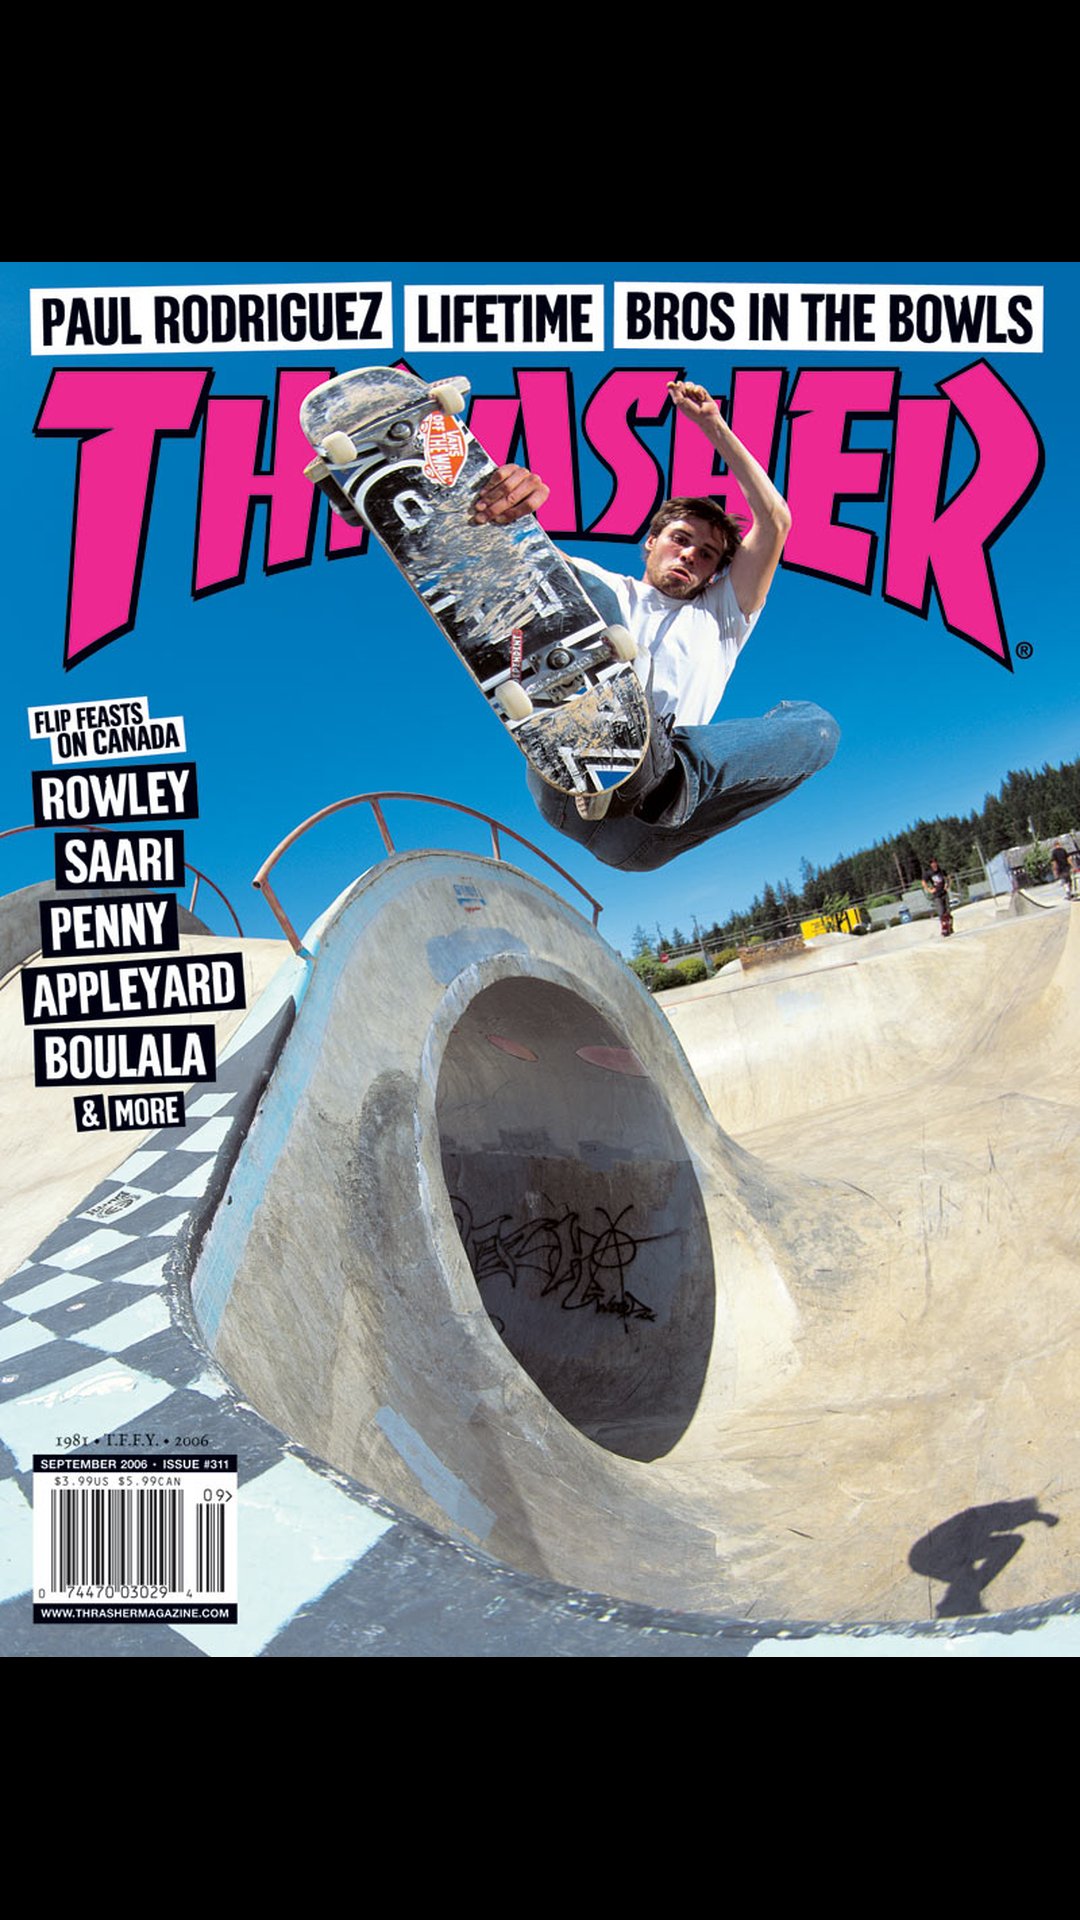 PAUL RODRIGUEZ LIFETIME BROS IN THE BOWLS
THRASHER®
VANS
OFF THE WALL
FLIP FEASTS
ON CANADA
ROWLEY
SAARI
PENNY
APPLEYARD
BOULALA
& MORE
1981 • T.F.F.Y. • 2006
SEPTEMBER 2006 • ISSUE #311
$3.99US $5.99CAN
09>
0 74470 03029 4
WWW.THRASHERMAGAZINE.COM